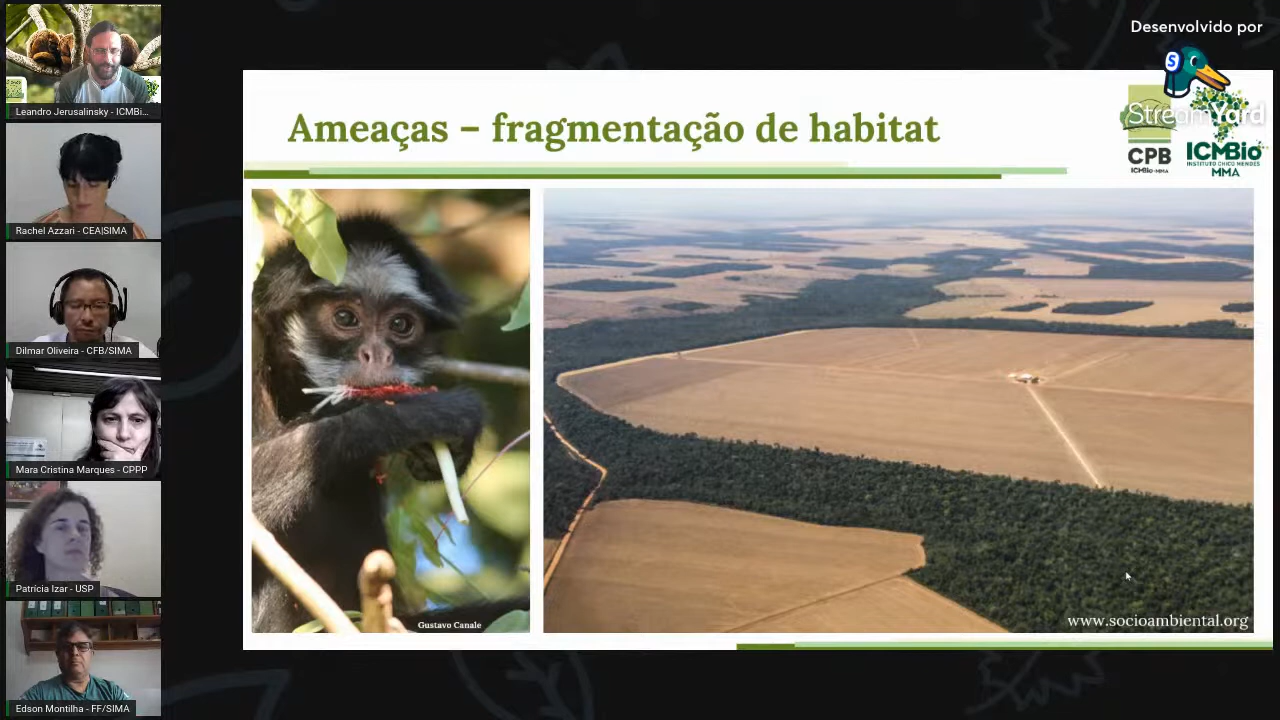 Desenvolvido por
StreamYard
Leandro Jerusalinsky - ICMBi...
Rachel Azzari - CEA|SIMA
Dilmar Oliveira - CFB/SIMA
Mara Cristina Marques - CPPP
Patrícia Izar - USP
Edson Montilha - FF/SIMA
Ameaças – fragmentação de habitat
CPB
ICMBio-MMA
ICMBio
INSTITUTO CHICO MENDES
MMA
Gustavo Canale
www.socioambiental.org